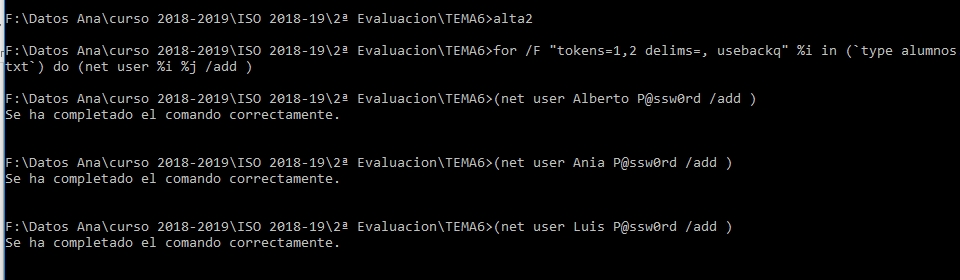 F:\Datos Ana\curso 2018-2019\ISO 2018-19\2ª Evaluacion\TEMA6>alta2
F:\Datos Ana\curso 2018-2019\ISO 2018-19\2ª Evaluacion\TEMA6>for /F "tokens=1,2 delims=, usebackq" %i in (`type alumnos
txt`) do (net user %i %j /add )
F:\Datos Ana\curso 2018-2019\ISO 2018-19\2ª Evaluacion\TEMA6>(net user Alberto P@ssw0rd /add )
Se ha completado el comando correctamente.
F:\Datos Ana\curso 2018-2019\ISO 2018-19\2ª Evaluacion\TEMA6>(net user Ania P@ssw0rd /add )
Se ha completado el comando correctamente.
F:\Datos Ana\curso 2018-2019\ISO 2018-19\2ª Evaluacion\TEMA6>(net user Luis P@ssw0rd /add )
Se ha completado el comando correctamente.